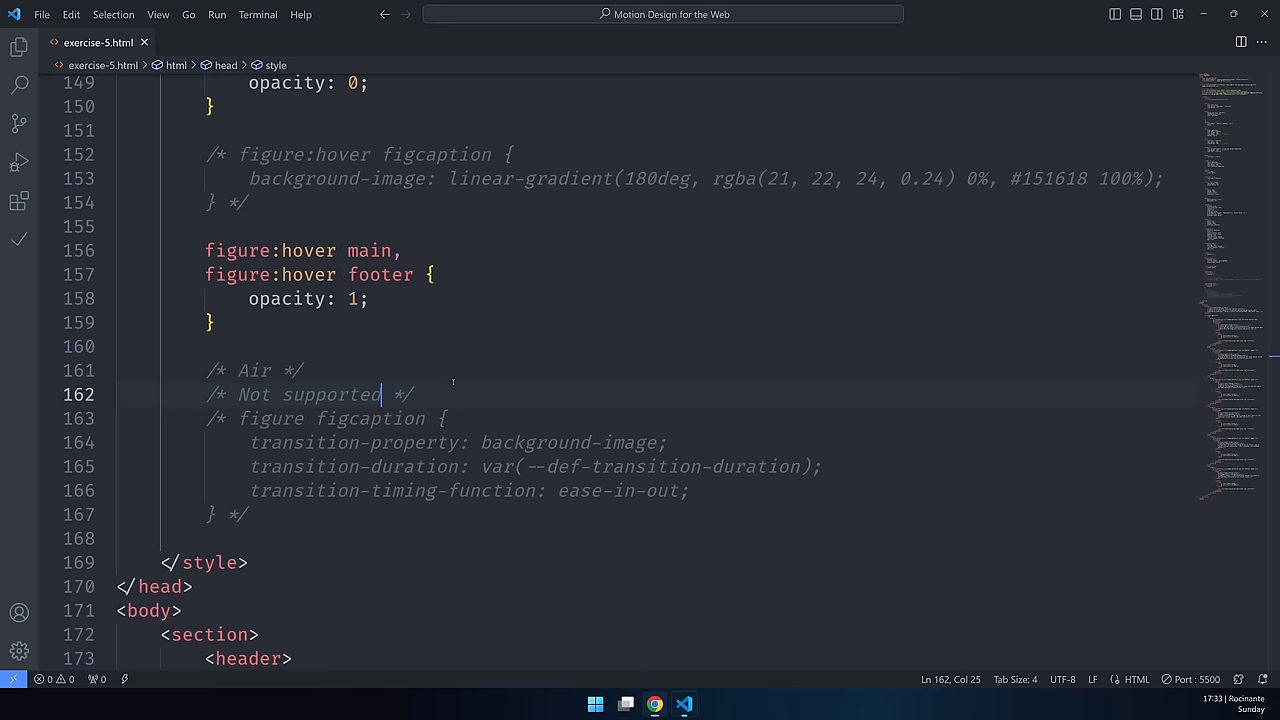 File Edit Selection View Go Run Terminal Help
Motion Design for the Web
exercise-5.html
exercise-5.html > html > head > style
149 opacity: 0;
150 }
151
152 /* figure:hover figcaption {
153 background-image: linear-gradient(180deg, rgba(21, 22, 24, 0.24) 0%, #151618 100%);
154 } */
155
156 figure:hover main,
157 figure:hover footer {
158 opacity: 1;
159 }
160
161 /* Air */
162 /* Not supported */
163 /* figure figcaption {
164 transition-property: background-image;
165 transition-duration: var(--def-transition-duration);
166 transition-timing-function: ease-in-out;
167 } */
168
169 </style>
170 </head>
171 <body>
172 <section>
173 <header>
0 0 0 Ln 162, Col 25 Tab Size: 4 UTF-8 LF HTML Port : 5500
17:33 | Rocinante
Sunday